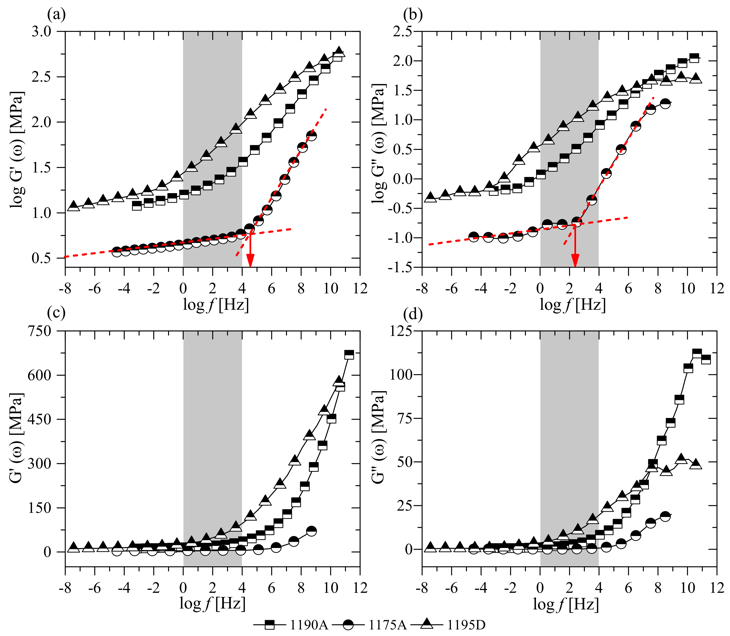 (a)
3.0
2.5
2.0
1.5
1.0
0.5
log G' (ω) [MPa]
-8 -6 -4 -2 0 2 4 6 8 10 12
log f [Hz]
(b)
2.5
2.0
1.5
1.0
0.5
0.0
-0.5
-1.0
-1.5
log G'' (ω) [MPa]
-8 -6 -4 -2 0 2 4 6 8 10 12
log f [Hz]
(c)
750
600
450
300
150
0
G' (ω) [MPa]
-8 -6 -4 -2 0 2 4 6 8 10 12
log f [Hz]
(d)
125
100
75
50
25
0
G'' (ω) [MPa]
-8 -6 -4 -2 0 2 4 6 8 10 12
log f [Hz]
1190A 1175A 1195D